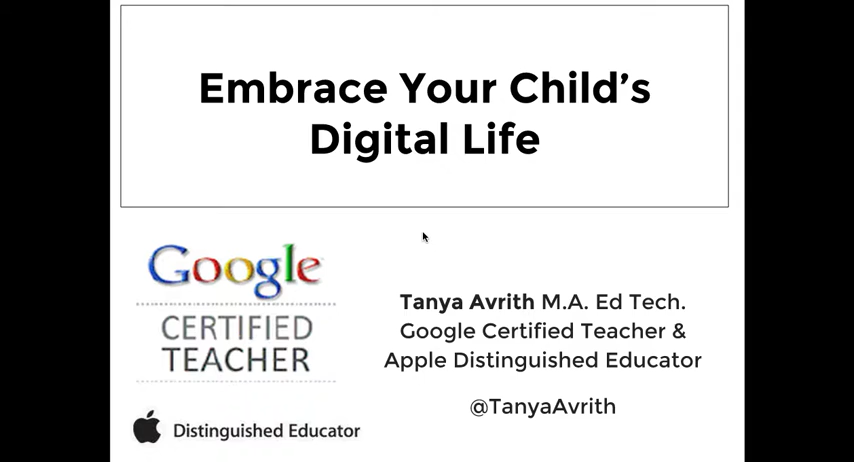 Embrace Your Child’s
Digital Life
Google
CERTIFIED
TEACHER
Distinguished Educator
Tanya Avrith M.A. Ed Tech.
Google Certified Teacher &
Apple Distinguished Educator
@TanyaAvrith